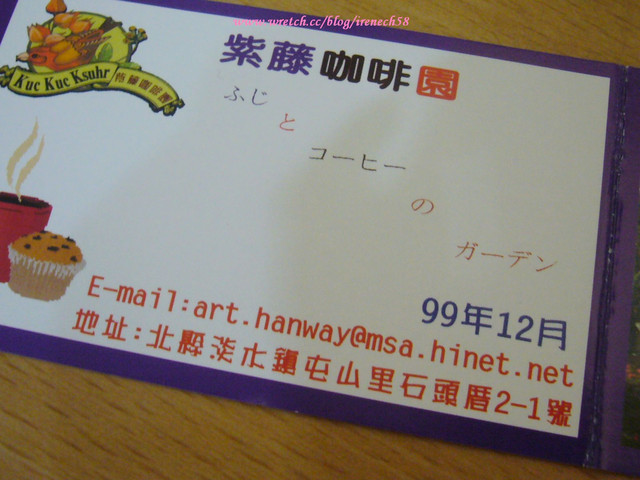 www.wretch.cc/blog/irenech58
Kuc Kuc Ksuhr
紫藤咖啡園
ふじ
と
コーヒー
の
ガーデン
99年12月
E-mail:art.hanway@msa.hinet.net
地址:北縣淡水鎮屯山里石頭厝2-1號